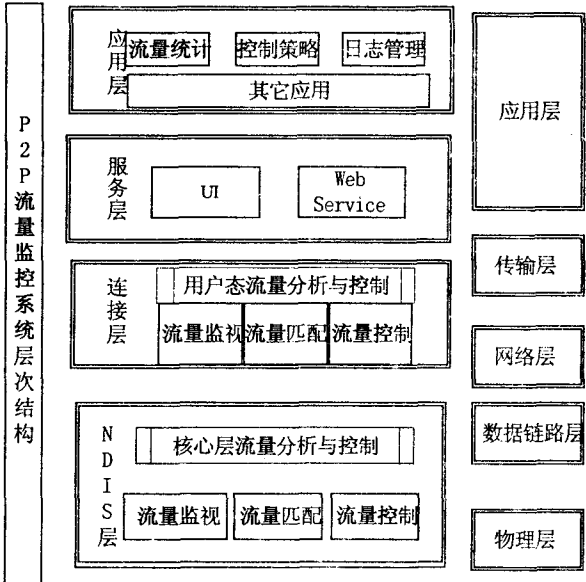 P2P流量监控系统层次结构
应用层
流量统计
控制策略
日志管理
其它应用
服务层
UI
Web
Service
连接层
用户态流量分析与控制
流量监视
流量匹配
流量控制
NDIS层
核心层流量分析与控制
流量监视
流量匹配
流量控制
应用层
传输层
网络层
数据链路层
物理层